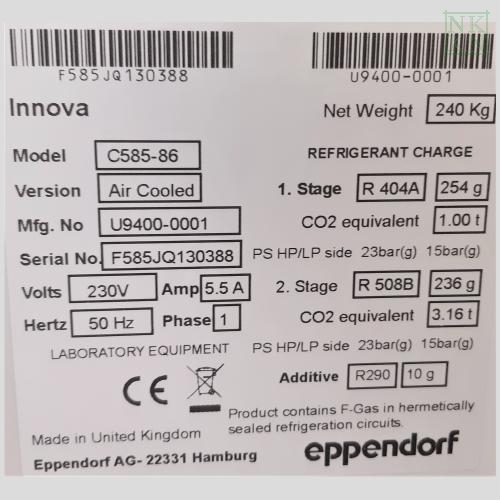 NK
F585JQ130388
U9400-0001
Innova
Net Weight 240 Kg
Model C585-86
REFRIGERANT CHARGE
Version Air Cooled
1. Stage R 404A 254 g
Mfg. No U9400-0001
CO2 equivalent 1.00 t
Serial No. F585JQ130388
PS HP/LP side 23bar(g) 15bar(g)
Volts 230V Amp 5.5 A
2. Stage R 508B 236 g
Hertz 50 Hz Phase 1
CO2 equivalent 3.16 t
LABORATORY EQUIPMENT
PS HP/LP side 23bar(g) 15bar(g)
CE
Additive R290 10 g
Product contains F-Gas in hermetically
sealed refrigeration circuits.
Made in United Kingdom
Eppendorf AG- 22331 Hamburg
eppendorf